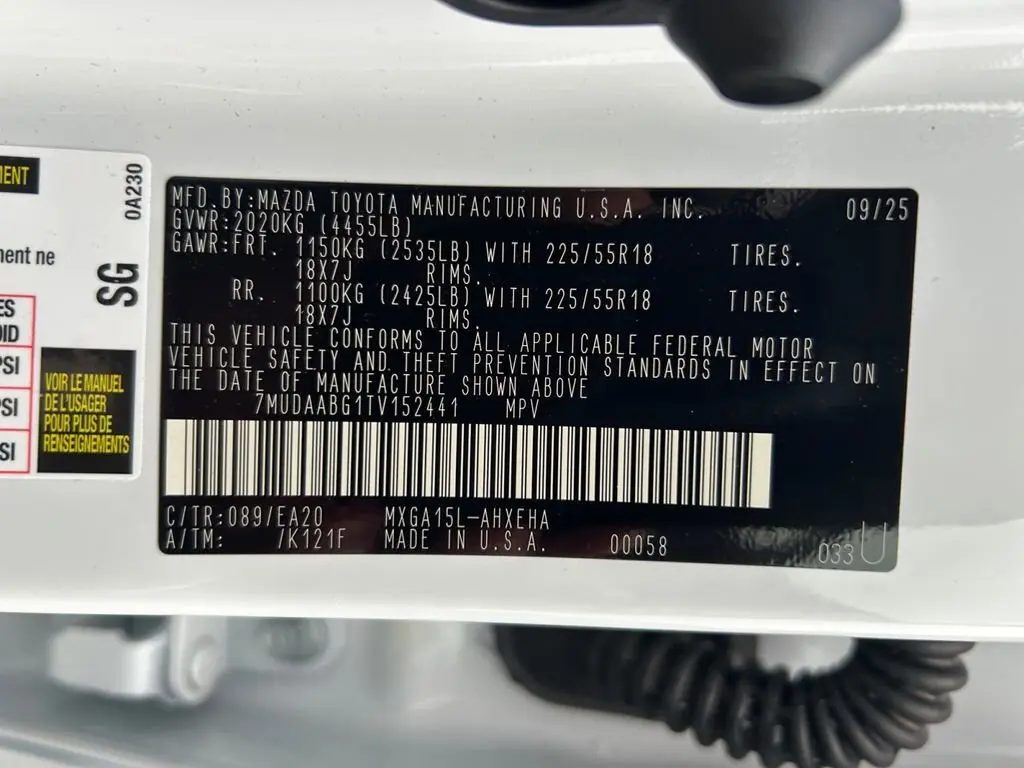 MENT
0A230
ment ne
SG
ES
OID
PSI
PSI
PSI
VOIR LE MANUEL
DE L'USAGER
POUR PLUS DE
RENSEIGNEMENTS
MFD.BY:MAZDA TOYOTA MANUFACTURING U.S.A. INC. 09/25
GVWR:2020KG (4455LB)
GAWR:FRT. 1150KG (2535LB) WITH 225/55R18 TIRES.
18X7J RIMS.
RR. 1100KG (2425LB) WITH 225/55R18 TIRES.
18X7J RIMS.
THIS VEHICLE CONFORMS TO ALL APPLICABLE FEDERAL MOTOR
VEHICLE SAFETY AND THEFT PREVENTION STANDARDS IN EFFECT ON
THE DATE OF MANUFACTURE SHOWN ABOVE
7MUDAABG1TV152441 MPV
C/TR:089/EA20 MXGA15L-AHXEHA
A/TM: /K121F MADE IN U.S.A. 00058 033 U